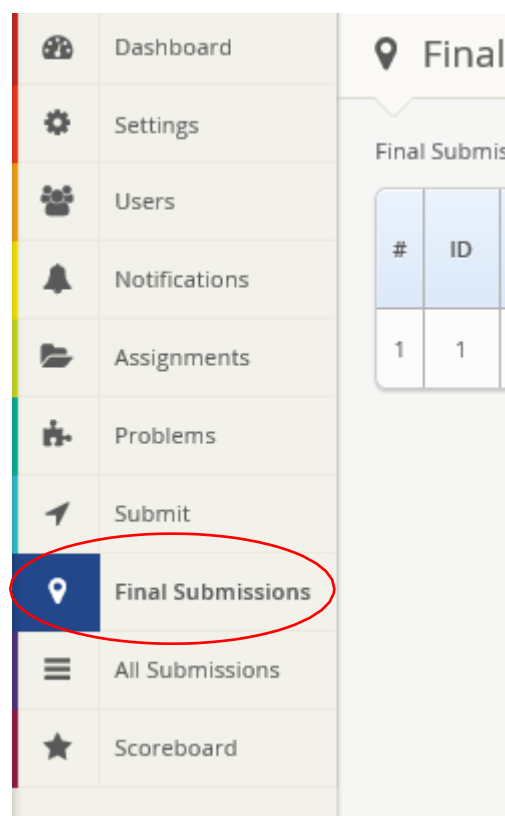 Dashboard
Settings
Users
Notifications
Assignments
Problems
Submit
Final Submissions
All Submissions
Scoreboard
Final
Final Submis
# ID
1 1